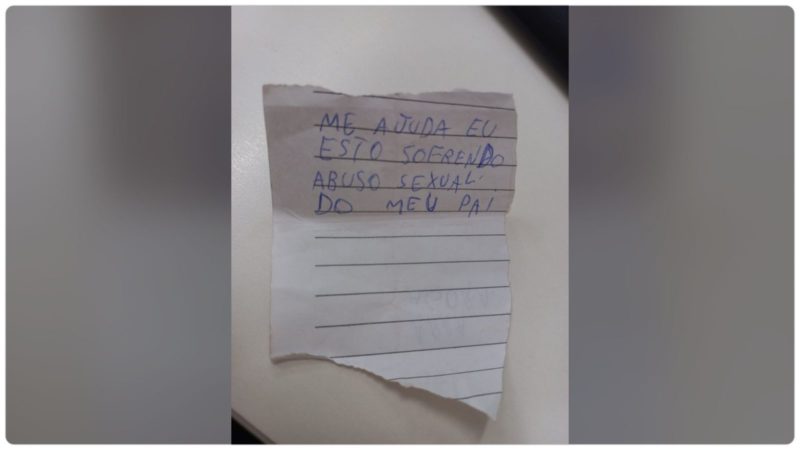 ME AJUDA EU
ESTO SOFRENDO
ABUSO SEXUAL.
DO MEU PAI